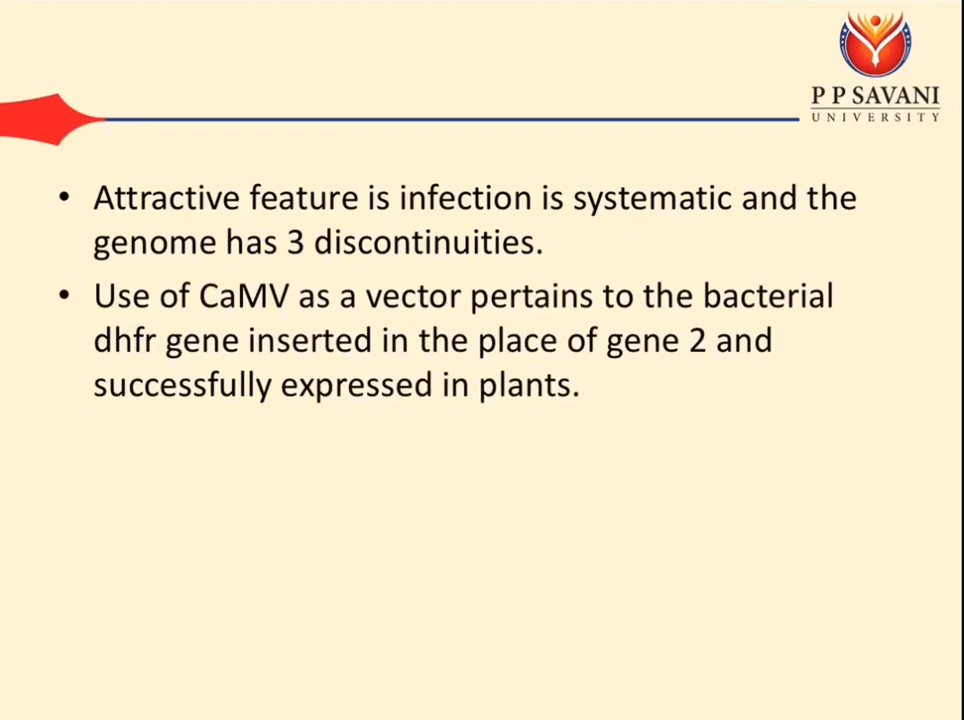 P P SAVANI
UNIVERSITY
• Attractive feature is infection is systematic and the
genome has 3 discontinuities.
• Use of CaMV as a vector pertains to the bacterial
dhfr gene inserted in the place of gene 2 and
successfully expressed in plants.